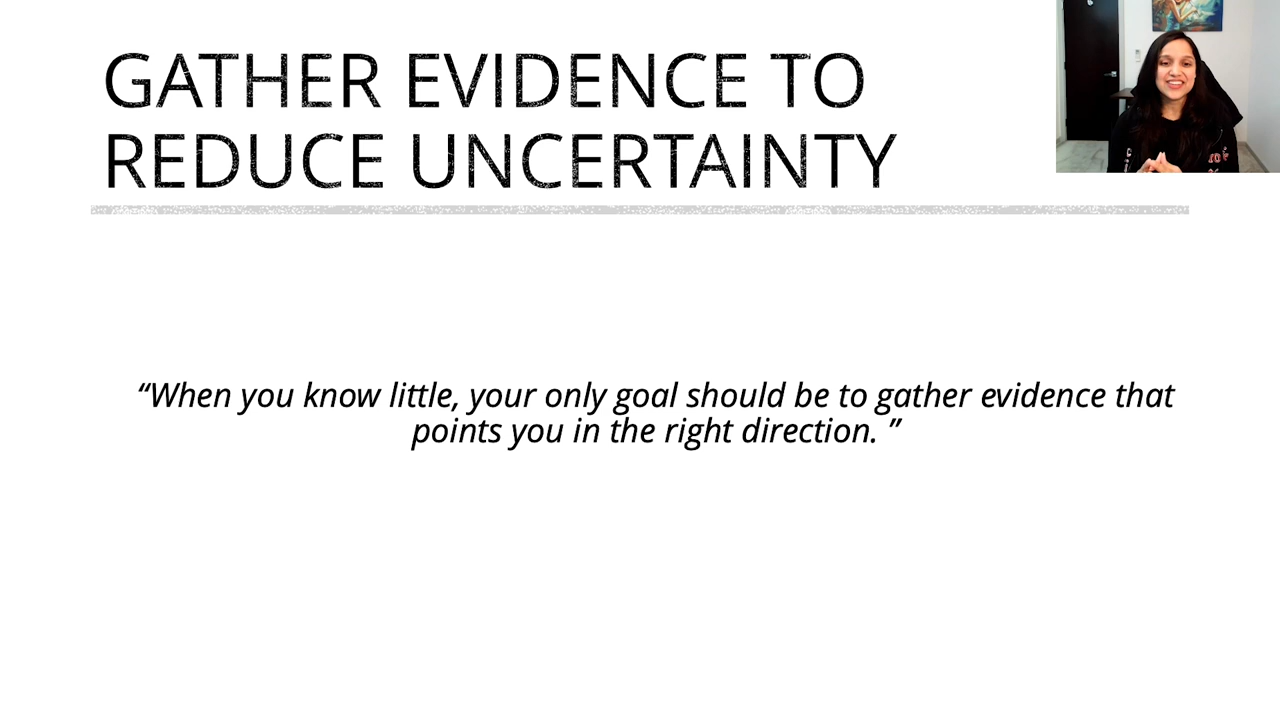 GATHER EVIDENCE TO
REDUCE UNCERTAINTY
“When you know little, your only goal should be to gather evidence that
points you in the right direction. ”